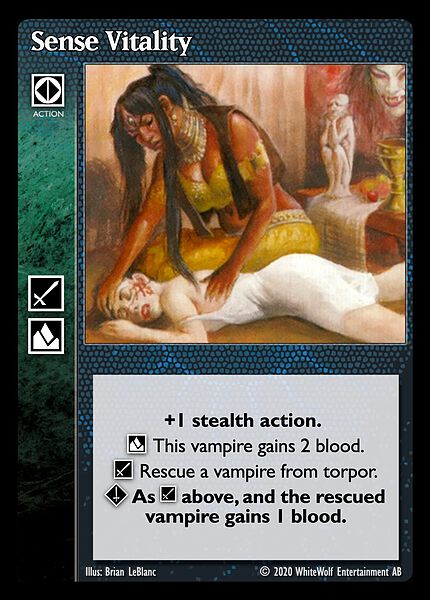 Sense Vitality
ACTION
+1 stealth action.
This vampire gains 2 blood.
Rescue a vampire from torpor.
As above, and the rescued
vampire gains 1 blood.
Illus: Brian LeBlanc
© 2020 WhiteWolf Entertainment AB